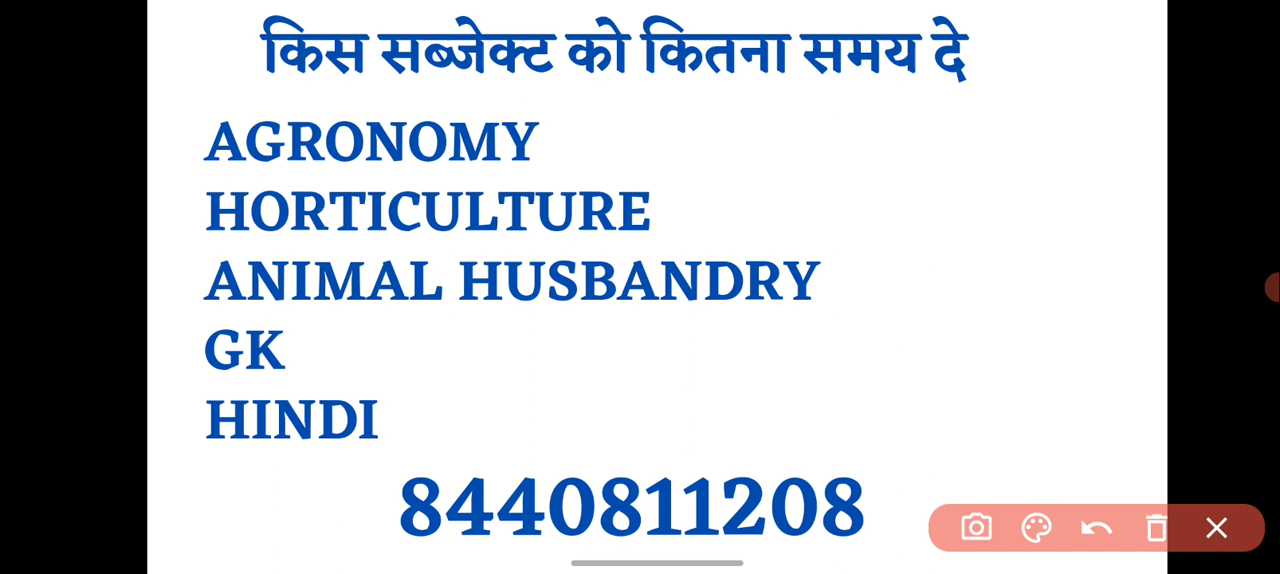 किस सब्जेक्ट को कितना समय दे
AGRONOMY
HORTICULTURE
ANIMAL HUSBANDRY
GK
HINDI
8440811208